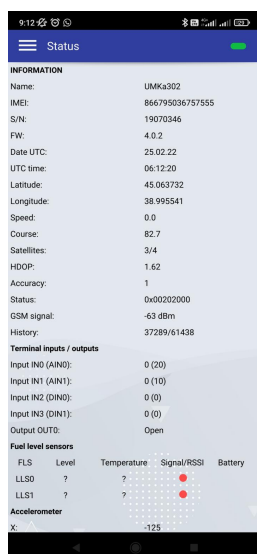 9:12
Status
INFORMATION
Name: UMKa302
IMEI: 866795036757555
S/N: 19070346
FW: 4.0.2
Date UTC: 25.02.22
UTC time: 06:12:20
Latitude: 45.063732
Longitude: 38.995541
Speed: 0.0
Course: 82.7
Satellites: 3/4
HDOP: 1.62
Accuracy: 1
Status: 0x00202000
GSM signal: -63 dBm
History: 37289/61438
Terminal inputs / outputs
Input IN0 (AIN0): 0 (20)
Input IN1 (AIN1): 0 (10)
Input IN2 (DIN0): 0 (0)
Input IN3 (DIN1): 0 (0)
Output OUT0: Open
Fuel level sensors
FLS Level Temperature Signal/RSSI Battery
LLS0 ? ?
LLS1 ? ?
Accelerometer
X: -125